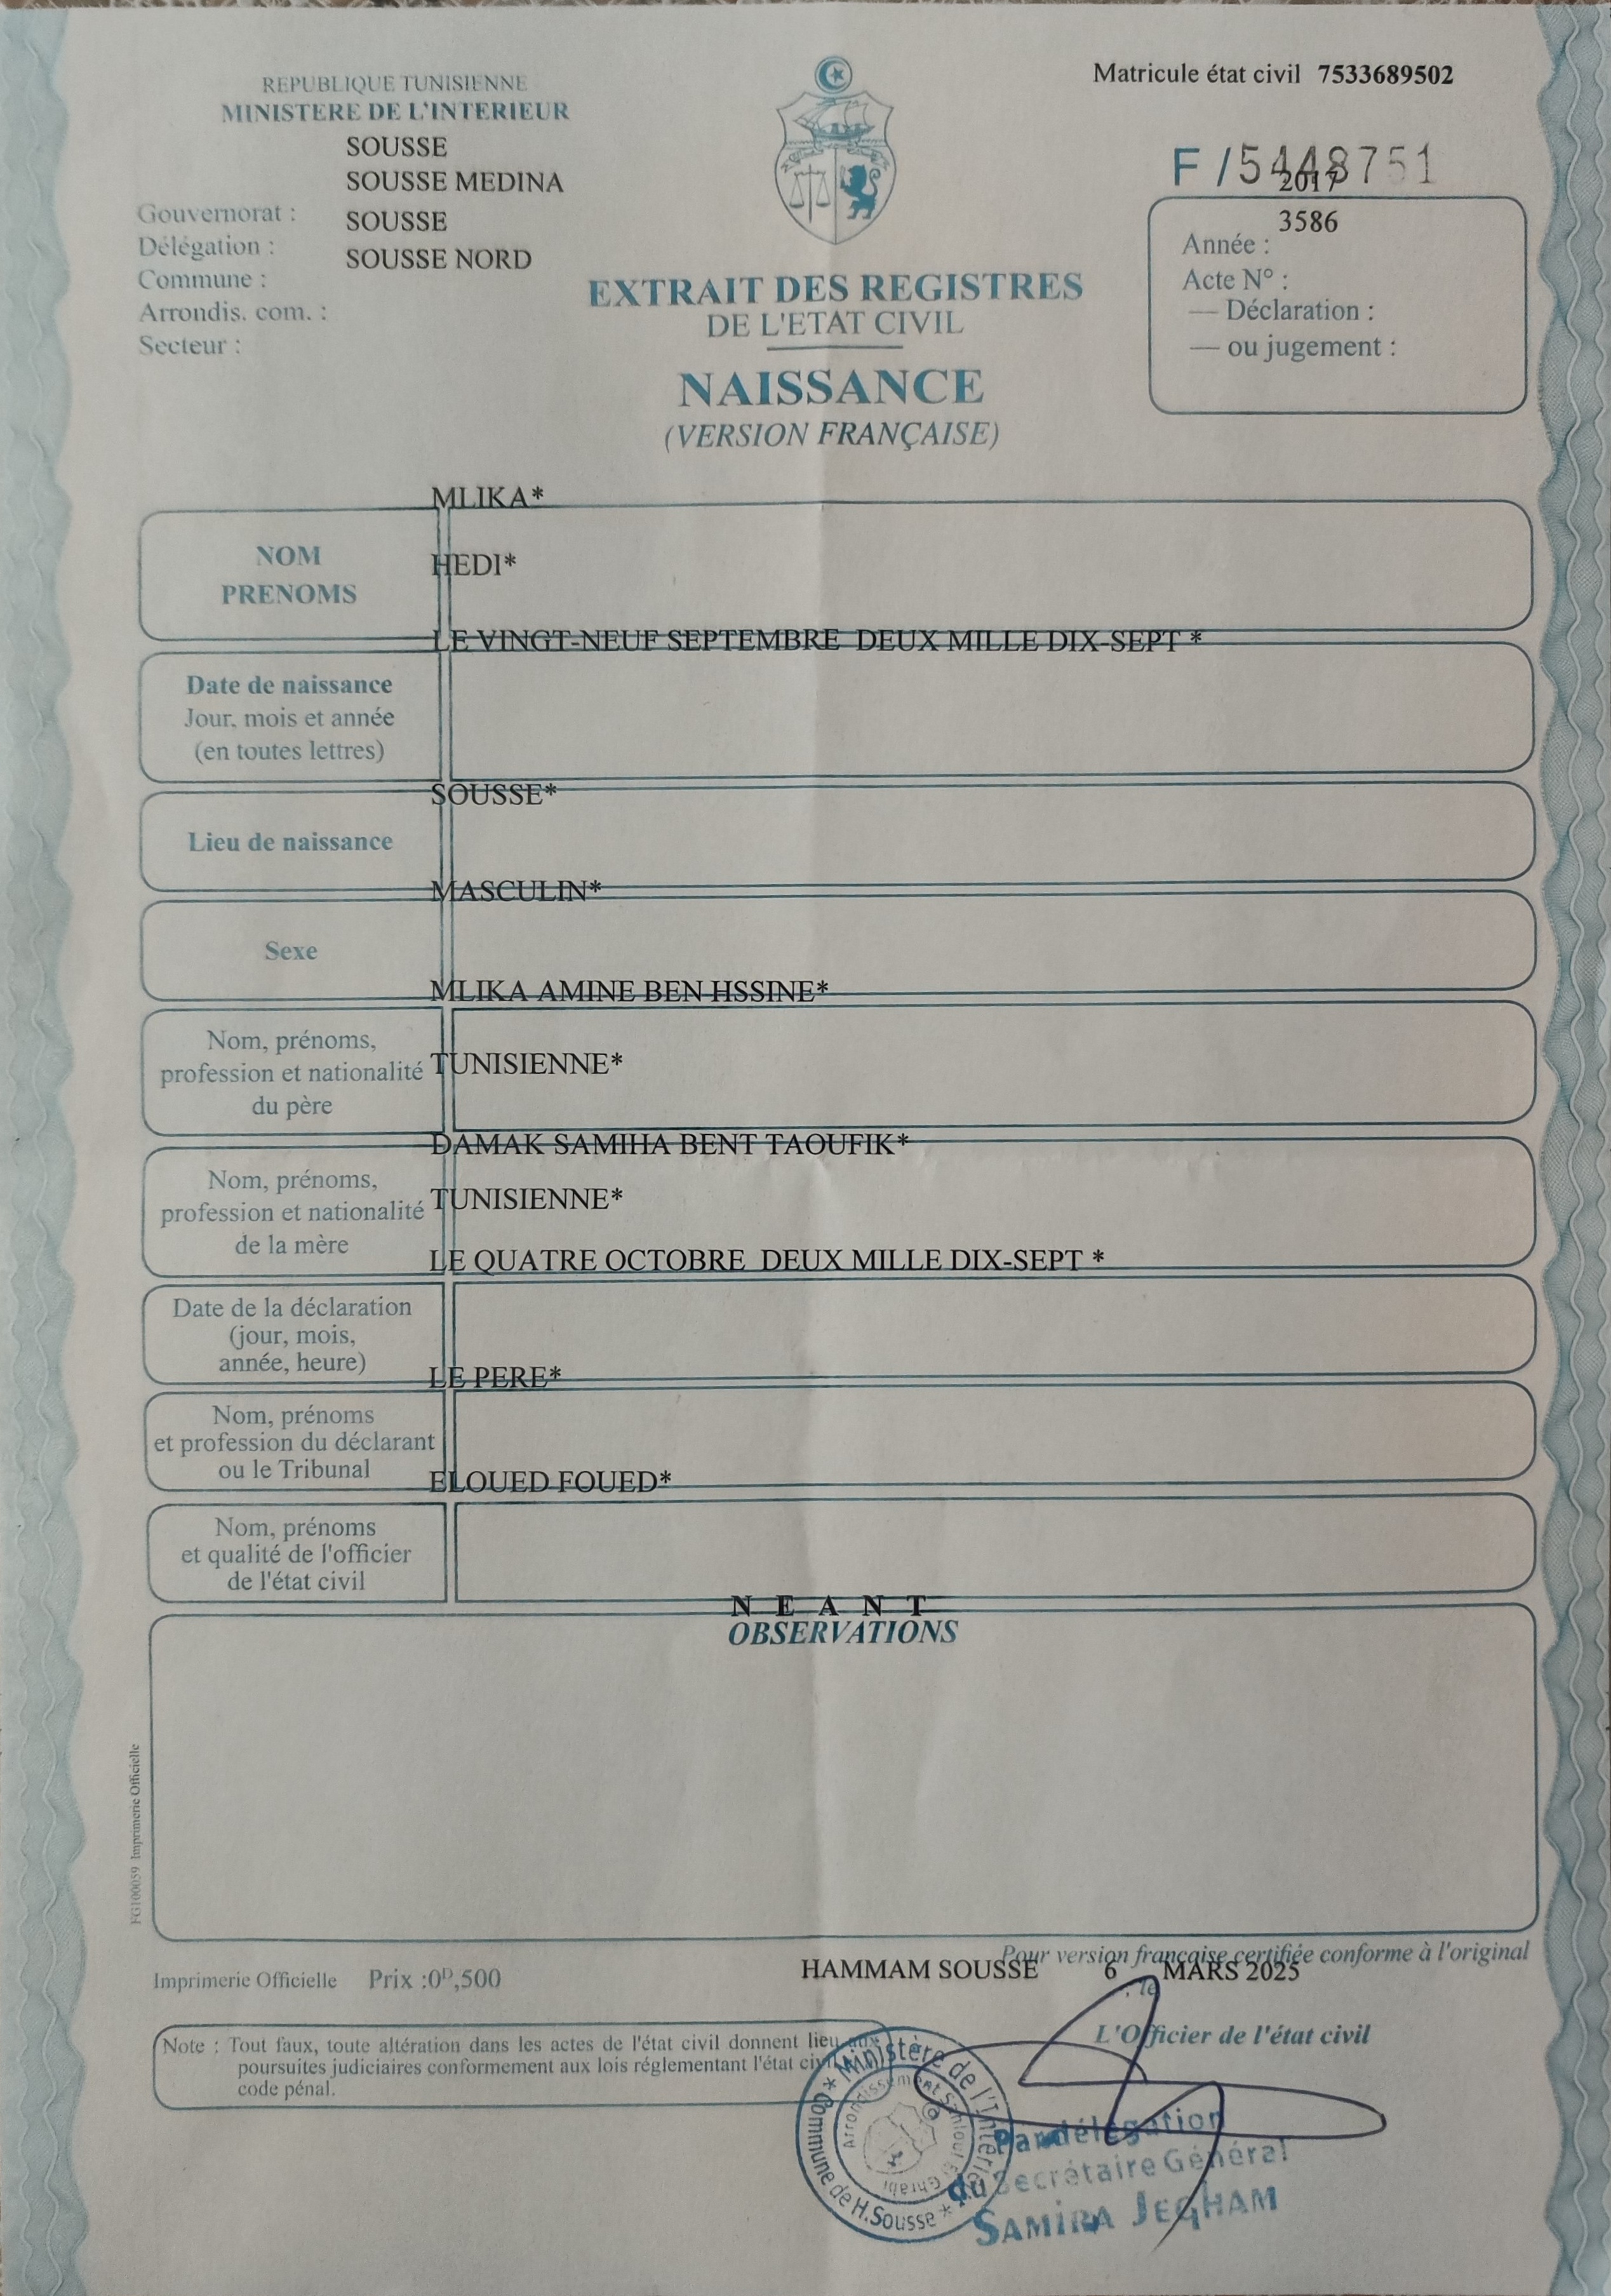 REPUBLIQUE TUNISIENNE
MINISTERE DE L'INTERIEUR
SOUSSE
SOUSSE MEDINA
Gouvernorat : SOUSSE
Délégation :
SOUSSE NORD
Commune :
Arrondis. com. :
Secteur :
Matricule état civil 7533689502
F / 5448751
2017
3586
Année :
Acte N° :
— Déclaration :
— ou jugement :
EXTRAIT DES REGISTRES
DE L'ETAT CIVIL
NAISSANCE
(VERSION FRANÇAISE)
MLIKA*
NOM
HEDI*
PRENOMS
LE VINGT-NEUF SEPTEMBRE DEUX MILLE DIX-SEPT *
Date de naissance
Jour, mois et année
(en toutes lettres)
SOUSSE*
Lieu de naissance
MASCULIN*
Sexe
MLIKA AMINE BEN HSSINE*
Nom, prénoms,
profession et nationalité
du père
TUNISIENNE*
DAMAK SAMIHA BENT TAOUFIK*
Nom, prénoms,
profession et nationalité
de la mère
TUNISIENNE*
LE QUATRE OCTOBRE DEUX MILLE DIX-SEPT *
Date de la déclaration
(jour, mois,
année, heure)
LE PERE*
Nom, prénoms
et profession du déclarant
ou le Tribunal
ELOUED FOUED*
Nom, prénoms
et qualité de l'officier
de l'état civil
N E A N T
OBSERVATIONS
FG100059 Imprimerie Officielle
Pour version française certifiée conforme à l'original
HAMMAM SOUSSE 6 MARS 2025
, le
Imprimerie Officielle Prix :0ᴰ,500
L'Officier de l'état civil
Note : Tout faux, toute altération dans les actes de l'état civil donnent lieu aux
poursuites judiciaires conformement aux lois réglementant l'état civil
code pénal.
* Ministère de l'Intérieur *
Commune de H.Sousse
Arrondissement Sahloul El Ghrabi
Par délégation
du Secrétaire Général
SAMIRA JEGHAM